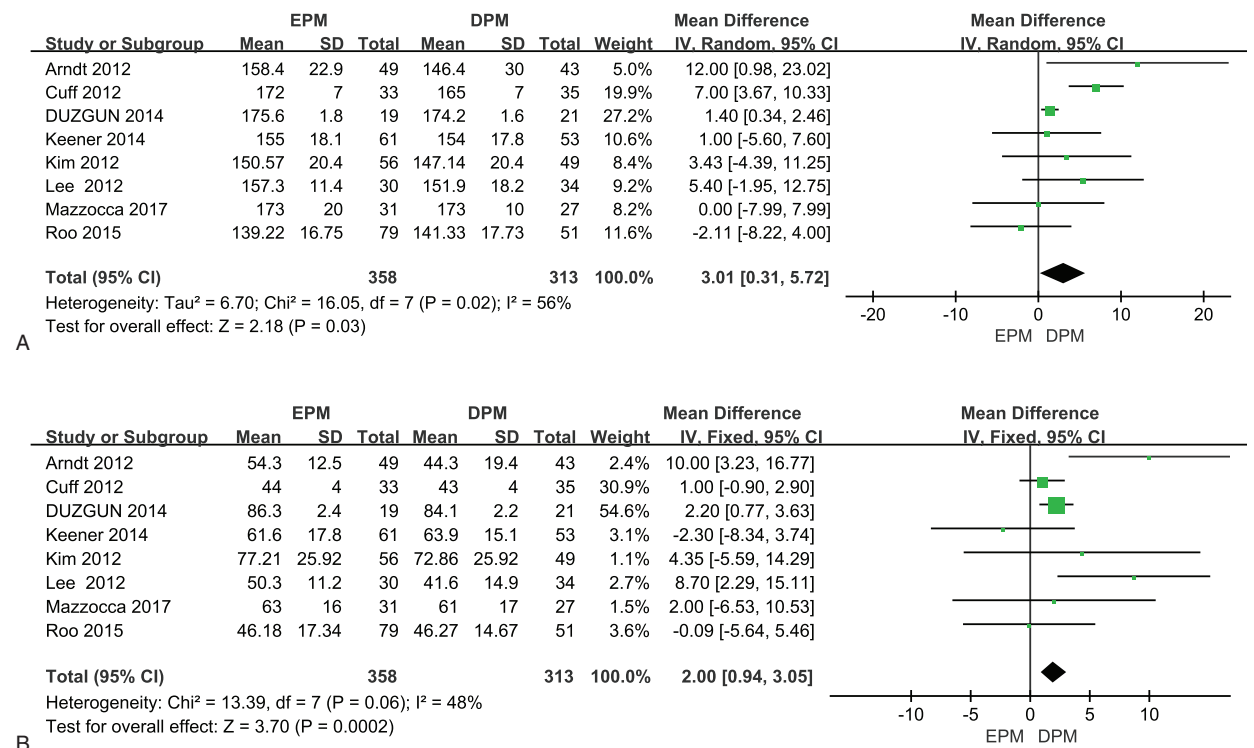 EPM DPM Mean Difference Mean Difference
Study or Subgroup Mean SD Total Mean SD Total Weight IV, Random, 95% CI IV, Random, 95% CI
Arndt 2012 158.4 22.9 49 146.4 30 43 5.0% 12.00 [0.98, 23.02]
Cuff 2012 172 7 33 165 7 35 19.9% 7.00 [3.67, 10.33]
DUZGUN 2014 175.6 1.8 19 174.2 1.6 21 27.2% 1.40 [0.34, 2.46]
Keener 2014 155 18.1 61 154 17.8 53 10.6% 1.00 [-5.60, 7.60]
Kim 2012 150.57 20.4 56 147.14 20.4 49 8.4% 3.43 [-4.39, 11.25]
Lee 2012 157.3 11.4 30 151.9 18.2 34 9.2% 5.40 [-1.95, 12.75]
Mazzocca 2017 173 20 31 173 10 27 8.2% 0.00 [-7.99, 7.99]
Roo 2015 139.22 16.75 79 141.33 17.73 51 11.6% -2.11 [-8.22, 4.00]
Total (95% CI) 358 313 100.0% 3.01 [0.31, 5.72]
Heterogeneity: Tau² = 6.70; Chi² = 16.05, df = 7 (P = 0.02); I² = 56%
Test for overall effect: Z = 2.18 (P = 0.03)
-20 -10 0 10 20
EPM DPM
A
EPM DPM Mean Difference Mean Difference
Study or Subgroup Mean SD Total Mean SD Total Weight IV, Fixed, 95% CI IV, Fixed, 95% CI
Arndt 2012 54.3 12.5 49 44.3 19.4 43 2.4% 10.00 [3.23, 16.77]
Cuff 2012 44 4 33 43 4 35 30.9% 1.00 [-0.90, 2.90]
DUZGUN 2014 86.3 2.4 19 84.1 2.2 21 54.6% 2.20 [0.77, 3.63]
Keener 2014 61.6 17.8 61 63.9 15.1 53 3.1% -2.30 [-8.34, 3.74]
Kim 2012 77.21 25.92 56 72.86 25.92 49 1.1% 4.35 [-5.59, 14.29]
Lee 2012 50.3 11.2 30 41.6 14.9 34 2.7% 8.70 [2.29, 15.11]
Mazzocca 2017 63 16 31 61 17 27 1.5% 2.00 [-6.53, 10.53]
Roo 2015 46.18 17.34 79 46.27 14.67 51 3.6% -0.09 [-5.64, 5.46]
Total (95% CI) 358 313 100.0% 2.00 [0.94, 3.05]
Heterogeneity: Chi² = 13.39, df = 7 (P = 0.06); I² = 48%
Test for overall effect: Z = 3.70 (P = 0.0002)
-10 -5 0 5 10
EPM DPM
B